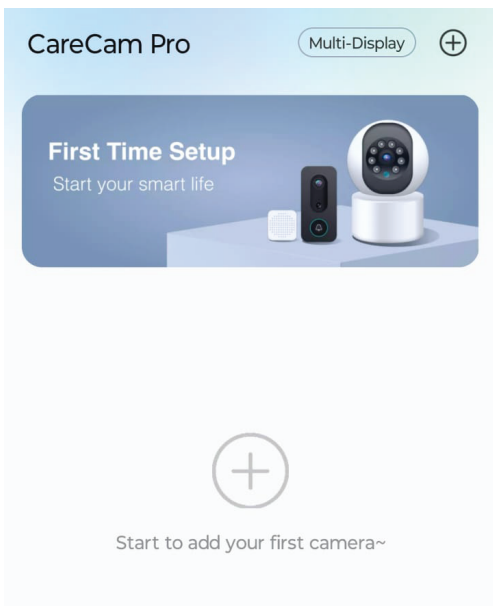 CareCam Pro
Multi-Display
First Time Setup
Start your smart life
Start to add your first camera~